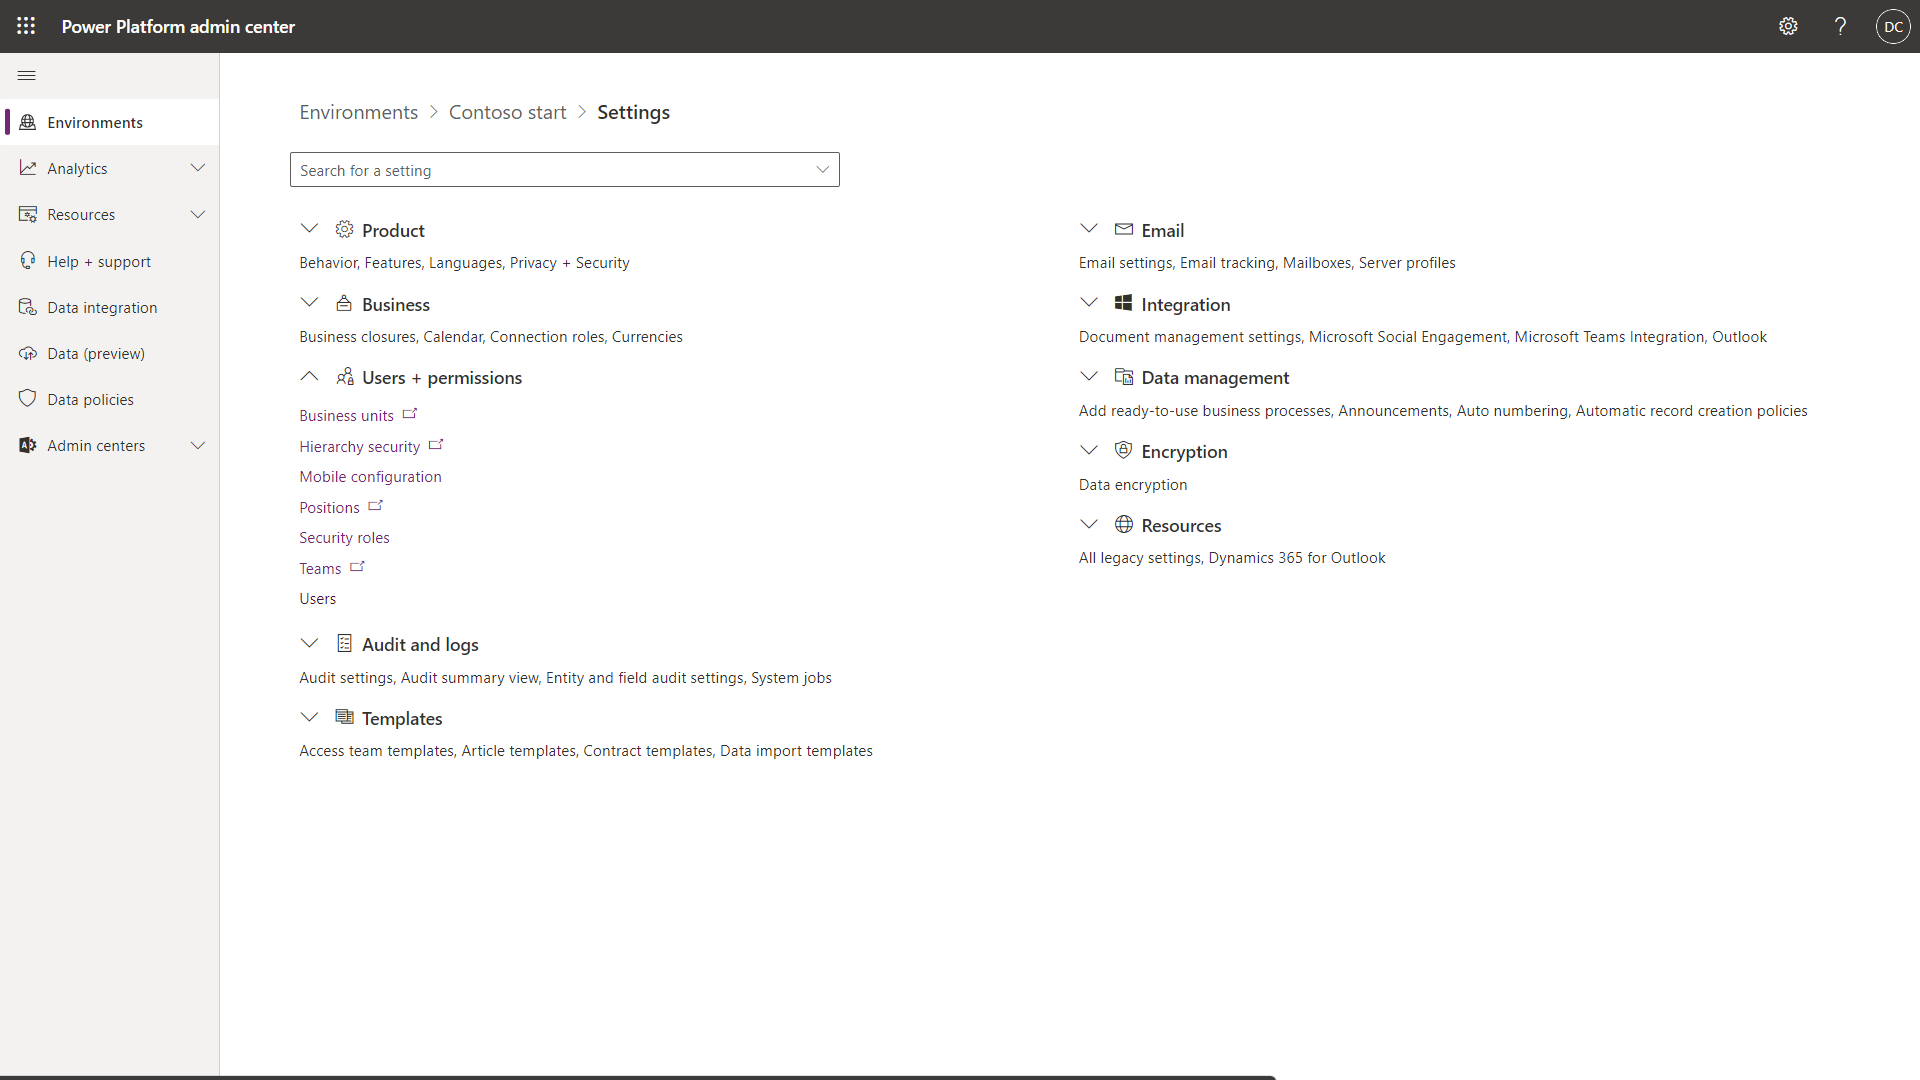 Power Platform admin center
DC
Environments
Analytics
Resources
Help + support
Data integration
Data (preview)
Data policies
Admin centers
Environments > Contoso start > Settings
Search for a setting
Product
Behavior, Features, Languages, Privacy + Security
Business
Business closures, Calendar, Connection roles, Currencies
Users + permissions
Business units
Hierarchy security
Mobile configuration
Positions
Security roles
Teams
Users
Audit and logs
Audit settings, Audit summary view, Entity and field audit settings, System jobs
Templates
Access team templates, Article templates, Contract templates, Data import templates
Email
Email settings, Email tracking, Mailboxes, Server profiles
Integration
Document management settings, Microsoft Social Engagement, Microsoft Teams Integration, Outlook
Data management
Add ready-to-use business processes, Announcements, Auto numbering, Automatic record creation policies
Encryption
Data encryption
Resources
All legacy settings, Dynamics 365 for Outlook